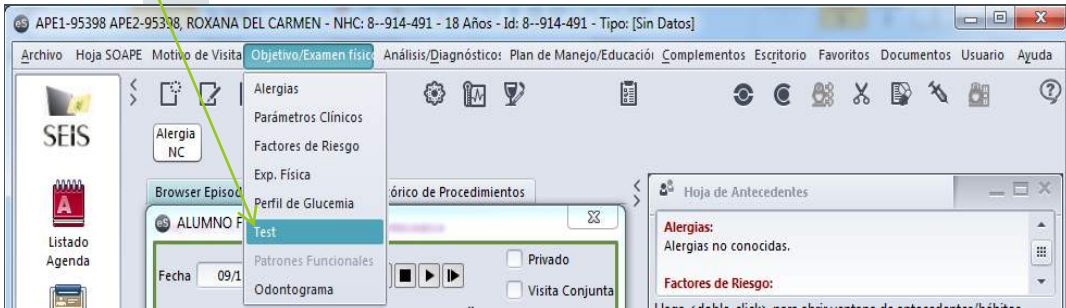 APE1-95398 APE2-95398, ROXANA DEL CARMEN - NHC: 8--914-491 - 18 Años - Id: 8--914-491 - Tipo: [Sin Datos]
Archivo Hoja SOAPE Motivo de Visita Objetivo/Examen físic Análisis/Diagnóstico: Plan de Manejo/Educació Complementos Escritorio Favoritos Documentos Usuario Ayuda
SEIS
Alergia
NC
Listado
Agenda
Alergias
Parámetros Clínicos
Factores de Riesgo
Exp. Física
Perfil de Glucemia
Test
Patrones Funcionales
Odontograma
Browser Episod
órico de Procedimientos
ALUMNO F
Fecha 09/1
Privado
Visita Conjunta
Hoja de Antecedentes
Alergias:
Alergias no conocidas.
Factores de Riesgo: